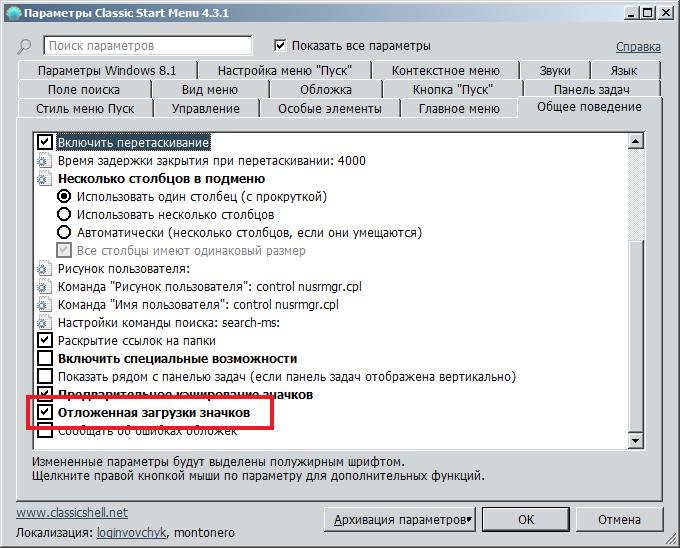 Параметры Classic Start Menu 4.3.1
Поиск параметров
Показать все параметры
Справка
Параметры Windows 8.1
Настройка меню "Пуск"
Контекстное меню
Звуки
Язык
Поле поиска
Вид меню
Обложка
Кнопка "Пуск"
Панель задач
Стиль меню Пуск
Управление
Особые элементы
Главное меню
Общее поведение
Включить перетаскивание
Время задержки закрытия при перетаскивании: 4000
Несколько столбцов в подменю
Использовать один столбец (с прокруткой)
Использовать несколько столбцов
Автоматически (несколько столбцов, если они умещаются)
Все столбцы имеют одинаковый размер
Рисунок пользователя:
Команда "Рисунок пользователя": control nusrmgr.cpl
Команда "Имя пользователя": control nusrmgr.cpl
Настройки команды поиска: search-ms:
Раскрытие ссылок на папки
Включить специальные возможности
Показать рядом с панелью задач (если панель задач отображена вертикально)
Предварительное кэширование значков
Отложенная загрузки значков
Сообщать об ошибках обложек
Измененные параметры будут выделены полужирным шрифтом.
Щелкните правой кнопкой мыши по параметру для дополнительных функций.
www.classicshell.net
Локализация: loginvovchyk, montonero
Архивация параметров
OK
Отмена